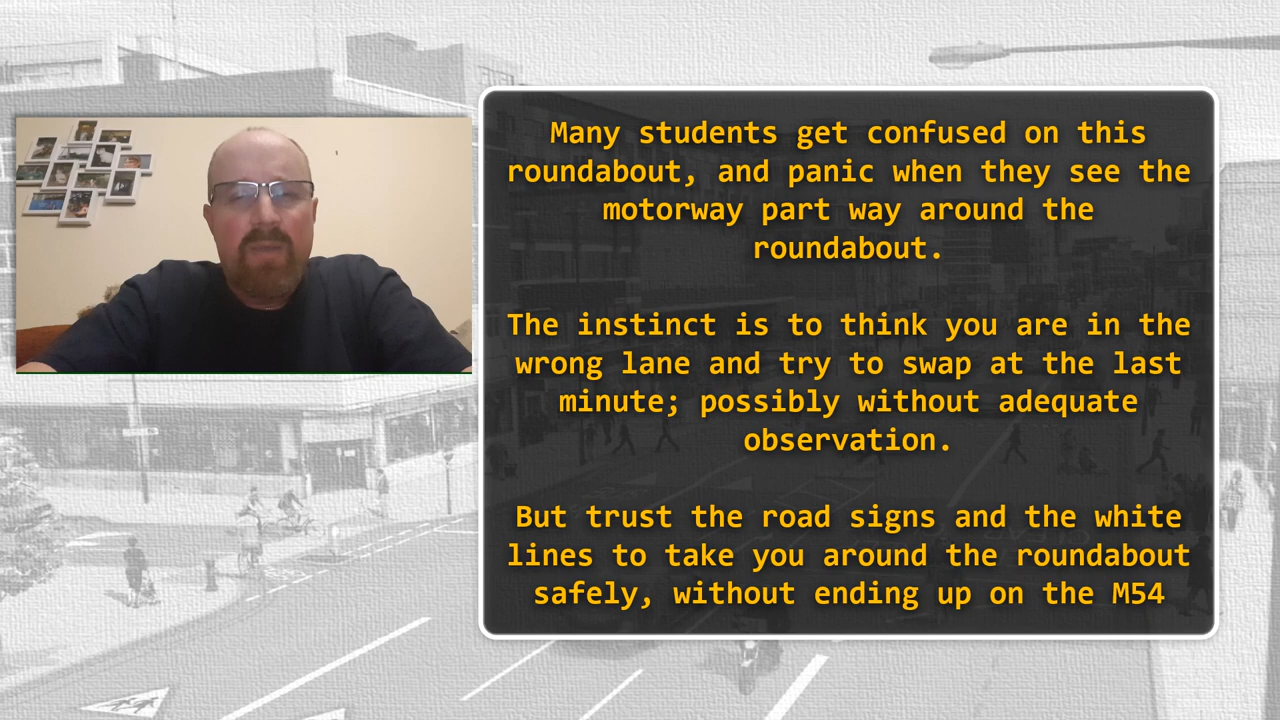 Many students get confused on this
roundabout, and panic when they see the
motorway part way around the
roundabout.
The instinct is to think you are in the
wrong lane and try to swap at the last
minute; possibly without adequate
observation.
But trust the road signs and the white
lines to take you around the roundabout
safely, without ending up on the M54